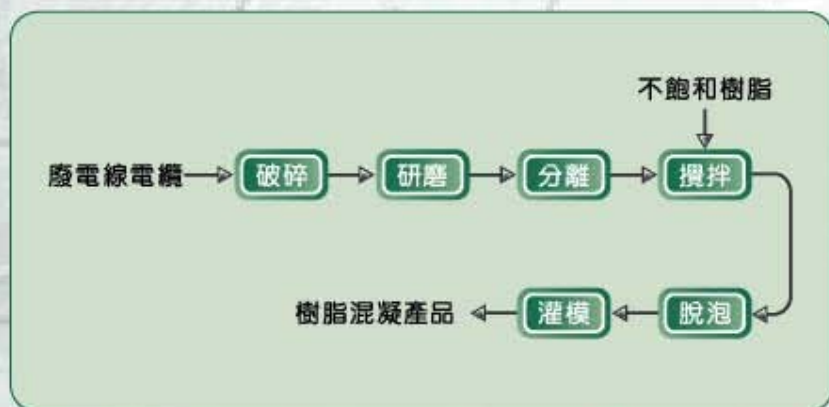 不飽和樹脂
廢電線電纜
破碎
研磨
分離
攪拌
脫泡
灌模
樹脂混凝產品